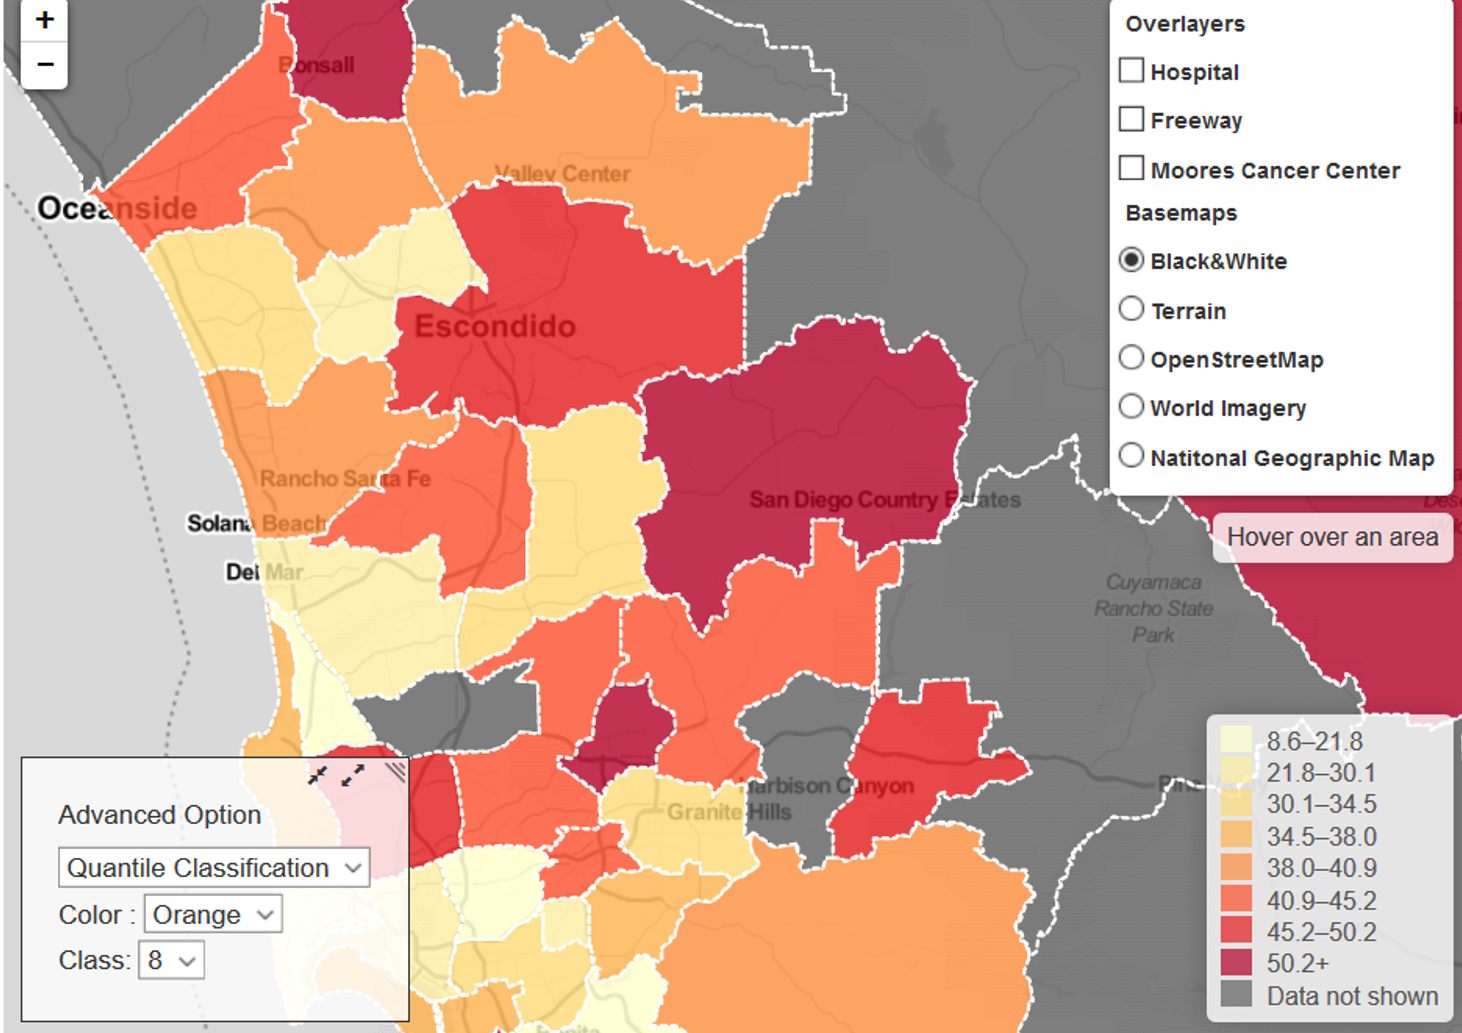 +
−
Bonsall
Valley Center
Oceanside
Escondido
Rancho Santa Fe
Solana Beach
San Diego Country Estates
Del Mar
Cuyamaca
Rancho State
Park
Harbison Canyon
Granite Hills
Overlayers
Hospital
Freeway
Moores Cancer Center
Basemaps
Black&White
Terrain
OpenStreetMap
World Imagery
Natitonal Geographic Map
Hover over an area
Advanced Option
Quantile Classification
Color : Orange
Class: 8
8.6–21.8
21.8–30.1
30.1–34.5
34.5–38.0
38.0–40.9
40.9–45.2
45.2–50.2
50.2+
Data not shown